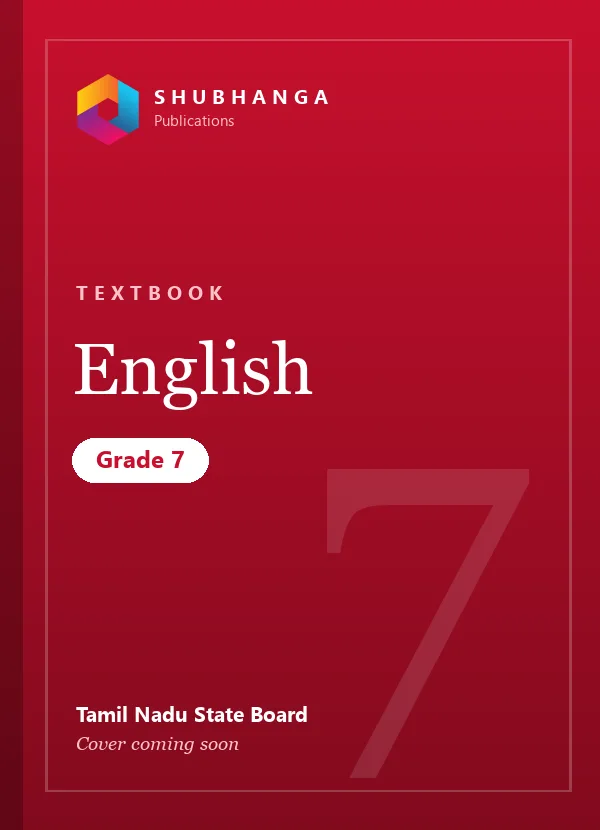 SHUBHANGA
Publications
TEXTBOOK
English
Grade 7
7
Tamil Nadu State Board
Cover coming soon